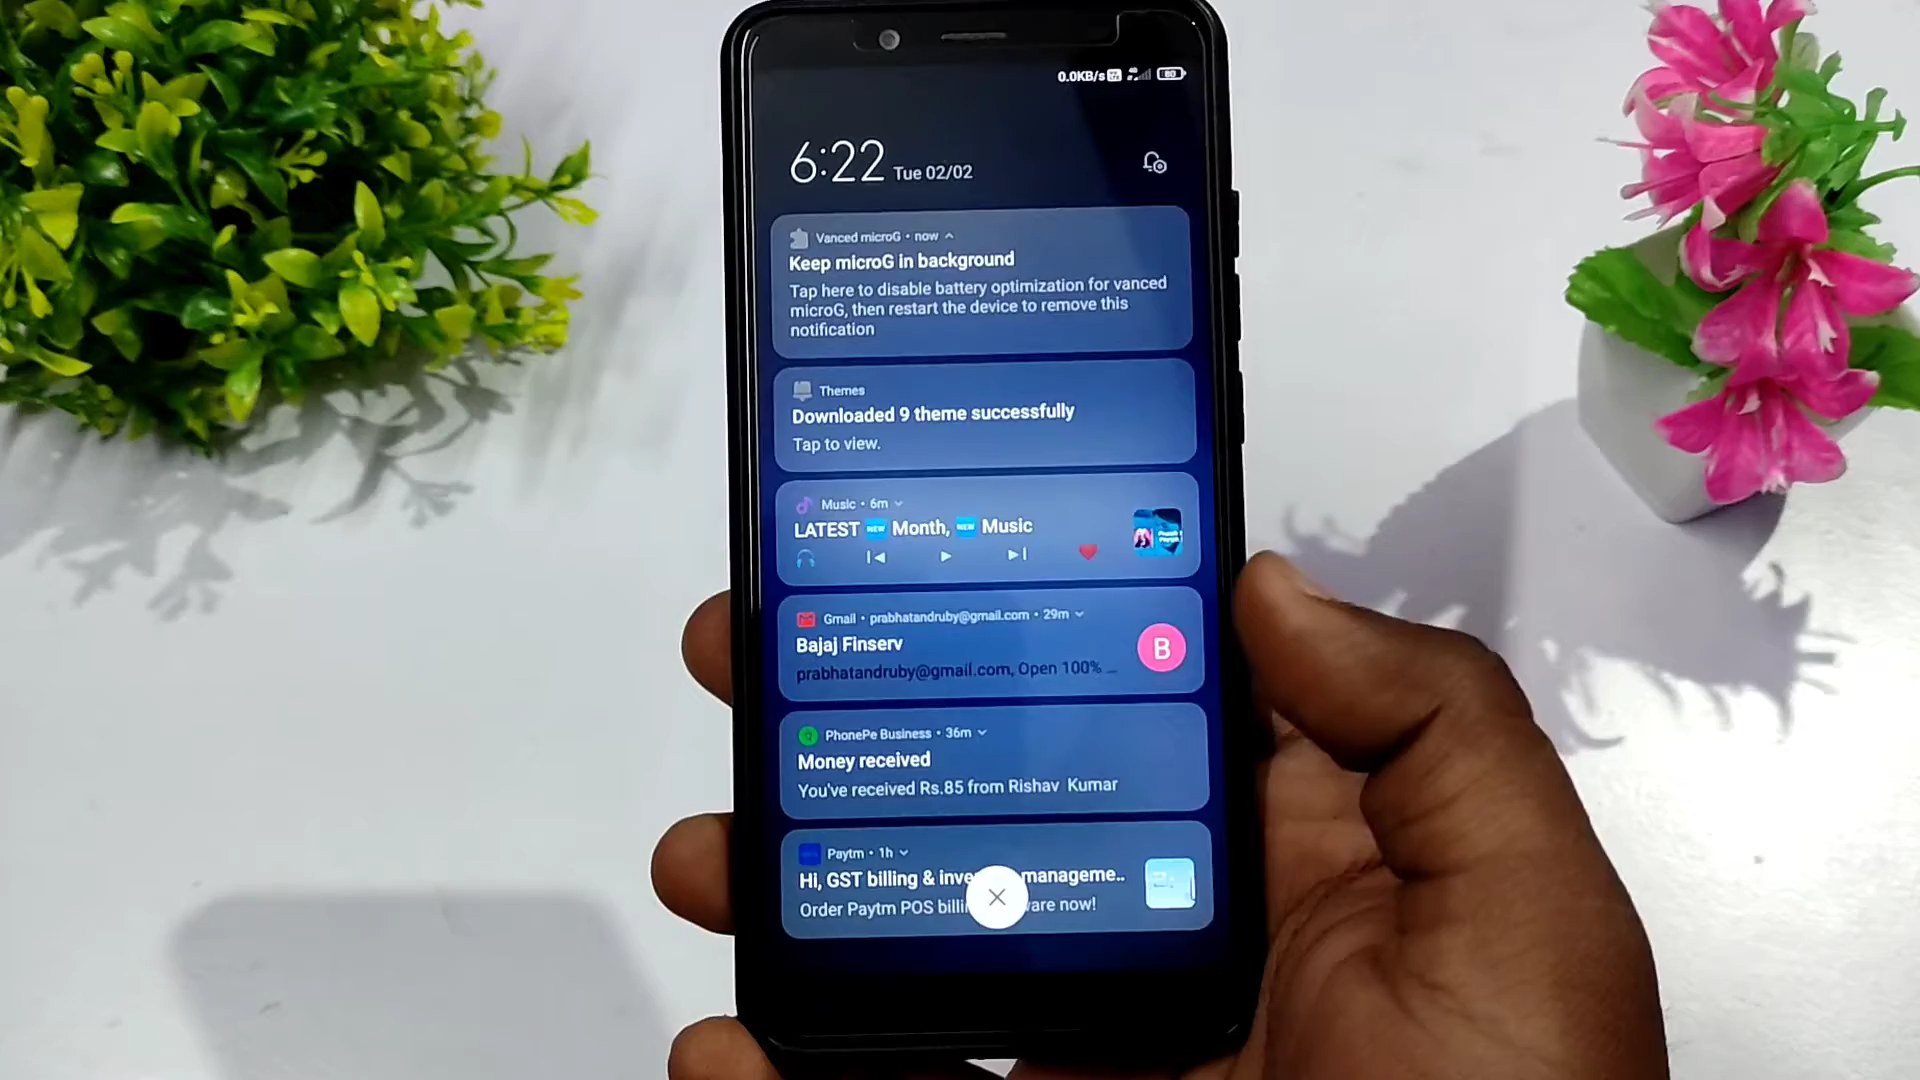 0.0KB/s 4G 80
6:22 Tue 02/02
Vanced microG • now
Keep microG in background
Tap here to disable battery optimization for vanced
microG, then restart the device to remove this
notification
Themes
Downloaded 9 theme successfully
Tap to view.
Music • 6m
LATEST NEW Month, NEW Music
Gmail • prabhatandruby@gmail.com • 29m
Bajaj Finserv
B
prabhatandruby@gmail.com, Open 100% ...
PhonePe Business • 36m
Money received
You've received Rs.85 from Rishav Kumar
Paytm • 1h
Hi, GST billing & manageme..
Order Paytm POS now!